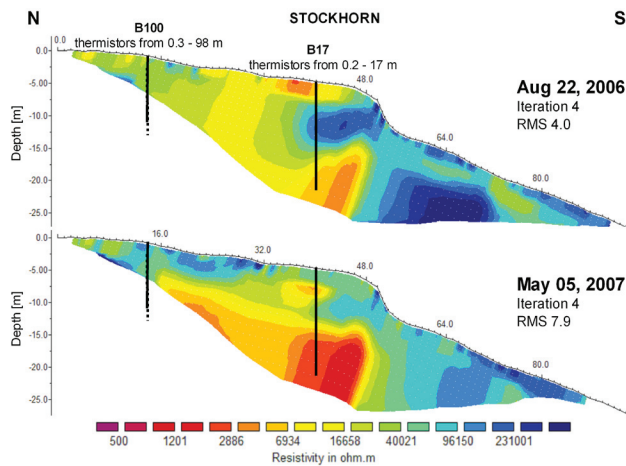 N STOCKHORN S
B100
thermistors from 0.3 - 98 m
B17
thermistors from 0.2 - 17 m
0.0
48.0
64.0
80.0
Depth [m]
0.0
-5.0
-10.0
-15.0
-20.0
-25.0
Aug 22, 2006
Iteration 4
RMS 4.0
16.0
32.0
48.0
64.0
80.0
Depth [m]
0.0
-5.0
-10.0
-15.0
-20.0
-25.0
May 05, 2007
Iteration 4
RMS 7.9
500 1201 2886 6934 16658 40021 96150 231001
Resistivity in ohm.m